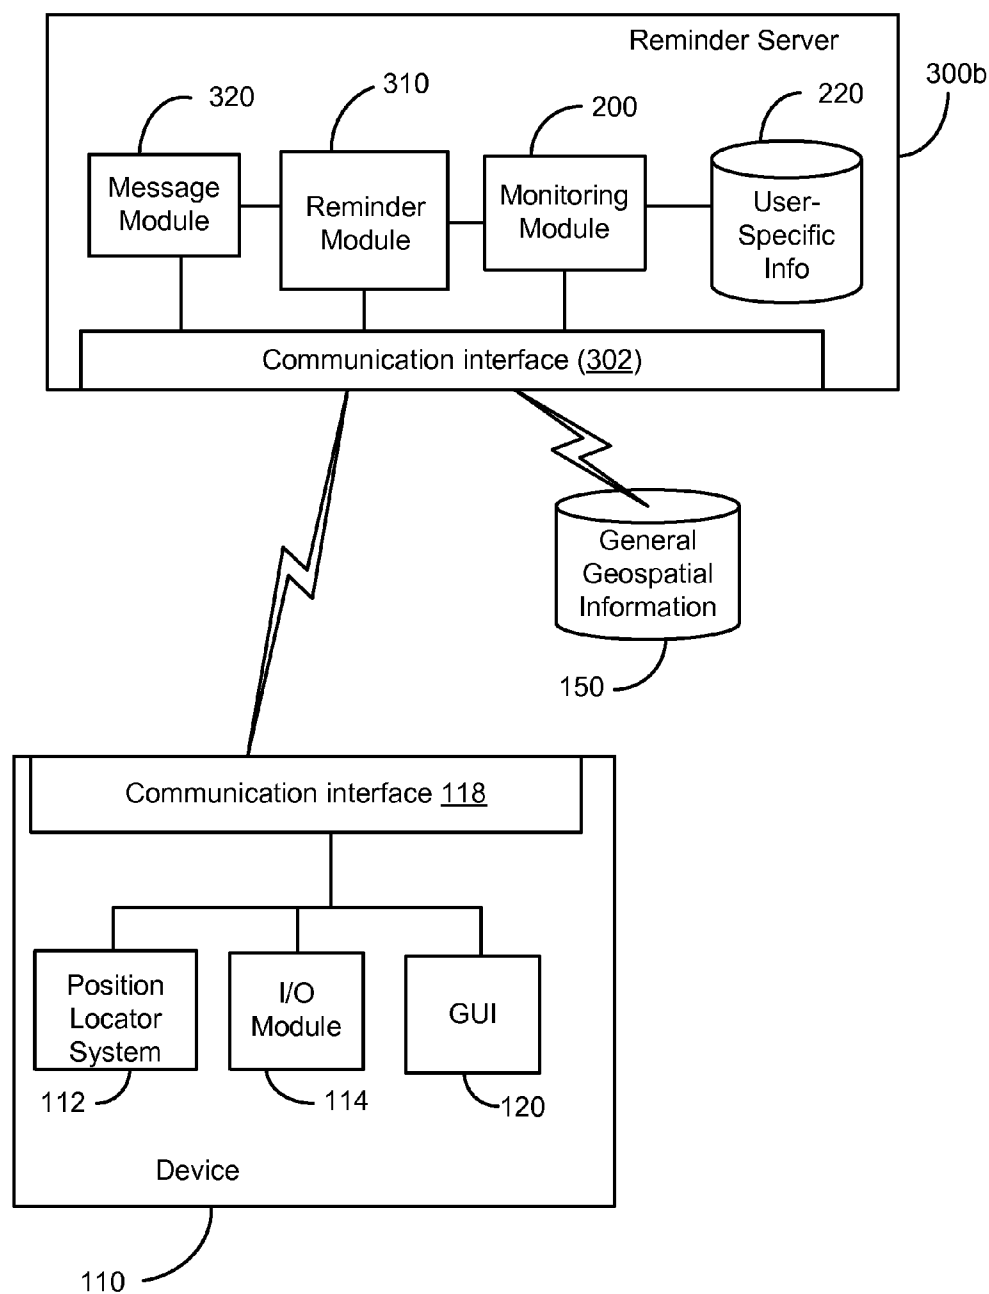 Reminder Server
300b
320
310
200
220
Message
Module
Reminder
Module
Monitoring
Module
User-
Specific
Info
Communication interface (302)
General
Geospatial
Information
150
Communication interface 118
Position
Locator
System
I/O
Module
GUI
112
114
120
Device
110